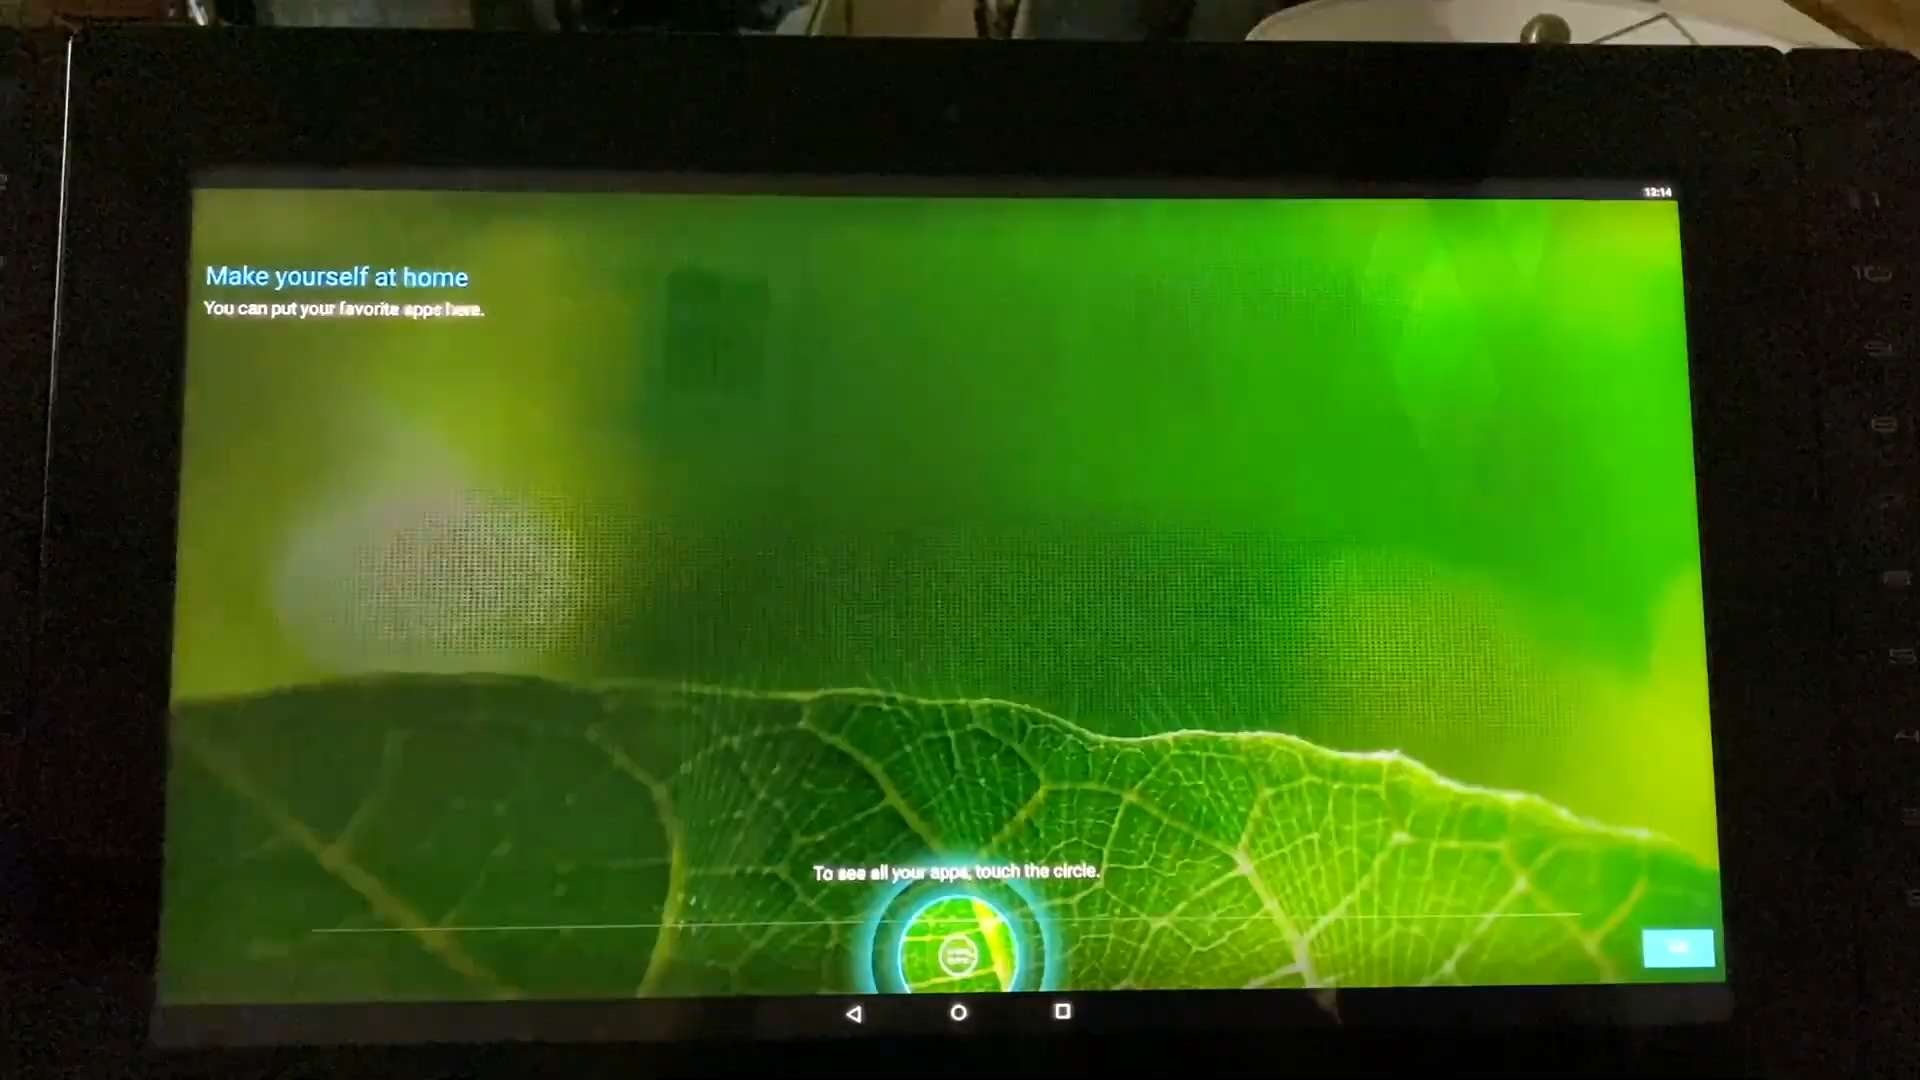 12:14
Make yourself at home
You can put your favorite apps here.
To see all your apps, touch the circle.